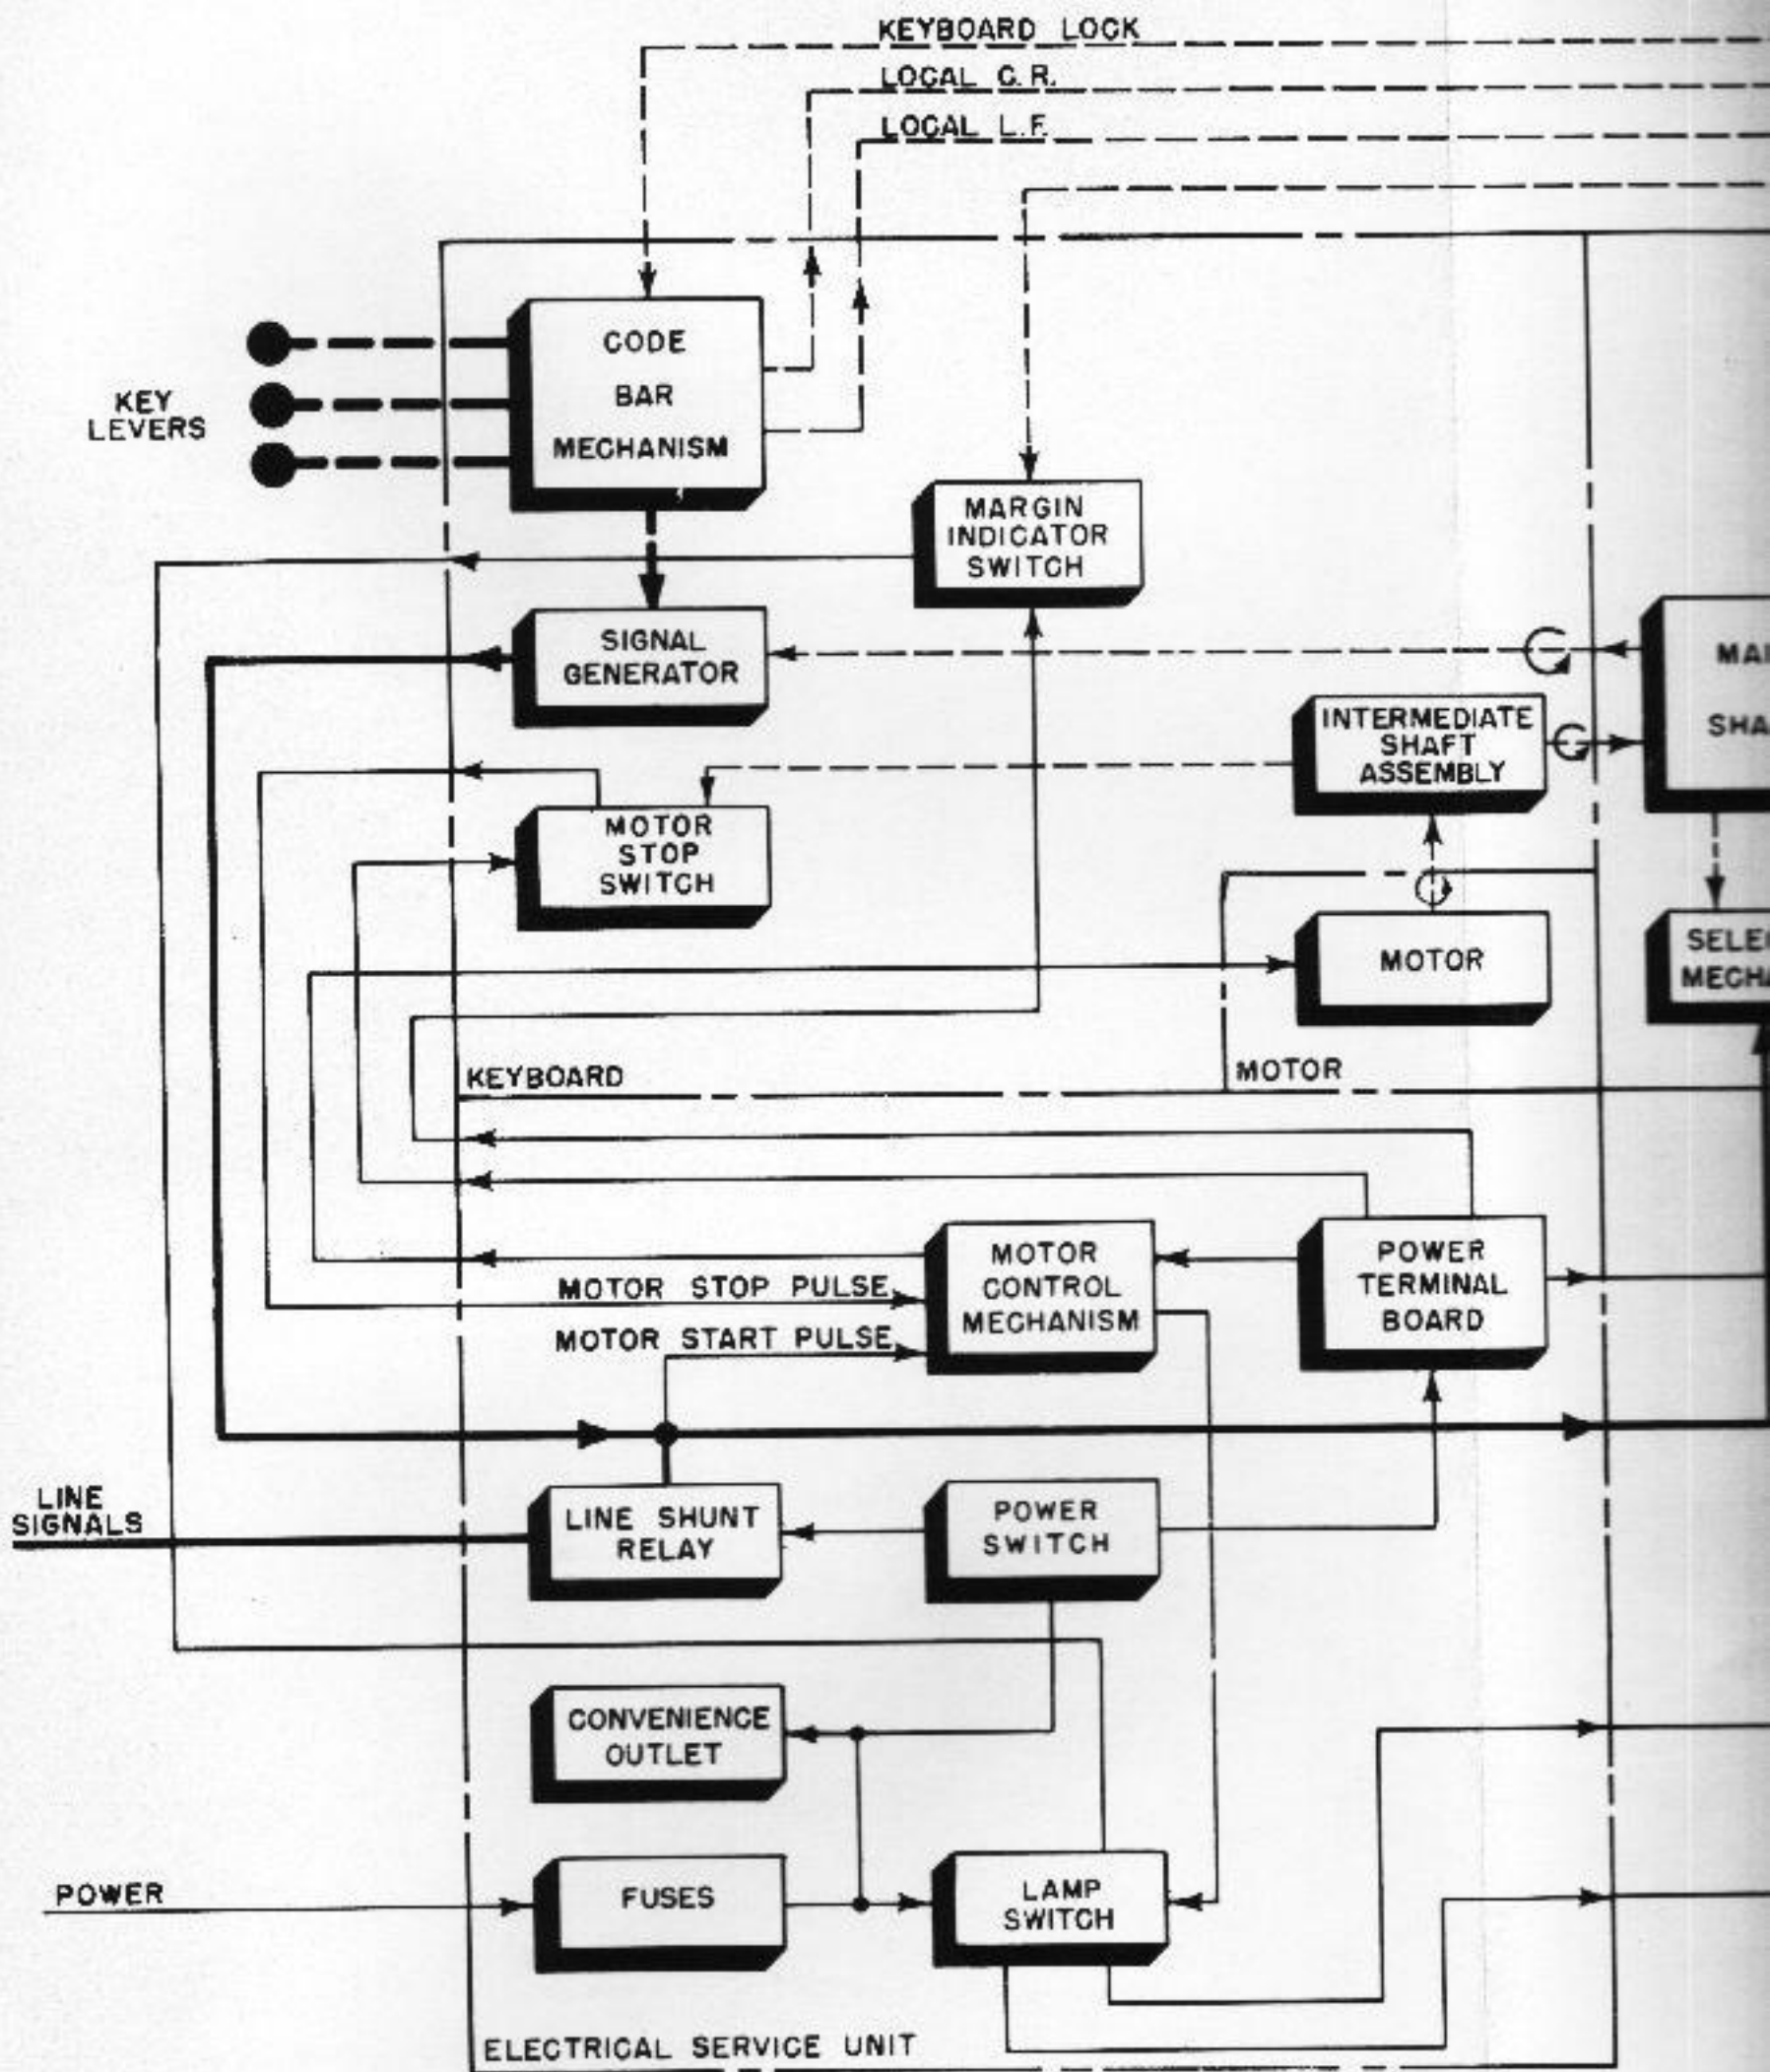 KEYBOARD LOCK
LOCAL C.R.
LOCAL L.F.
KEY
LEVERS
CODE
BAR
MECHANISM
MARGIN
INDICATOR
SWITCH
SIGNAL
GENERATOR
INTERMEDIATE
SHAFT
ASSEMBLY
MOTOR
STOP
SWITCH
MOTOR
KEYBOARD
MOTOR
MOTOR
CONTROL
MECHANISM
POWER
TERMINAL
BOARD
MOTOR STOP PULSE
MOTOR START PULSE
LINE
SIGNALS
LINE SHUNT
RELAY
POWER
SWITCH
CONVENIENCE
OUTLET
POWER
FUSES
LAMP
SWITCH
ELECTRICAL SERVICE UNIT